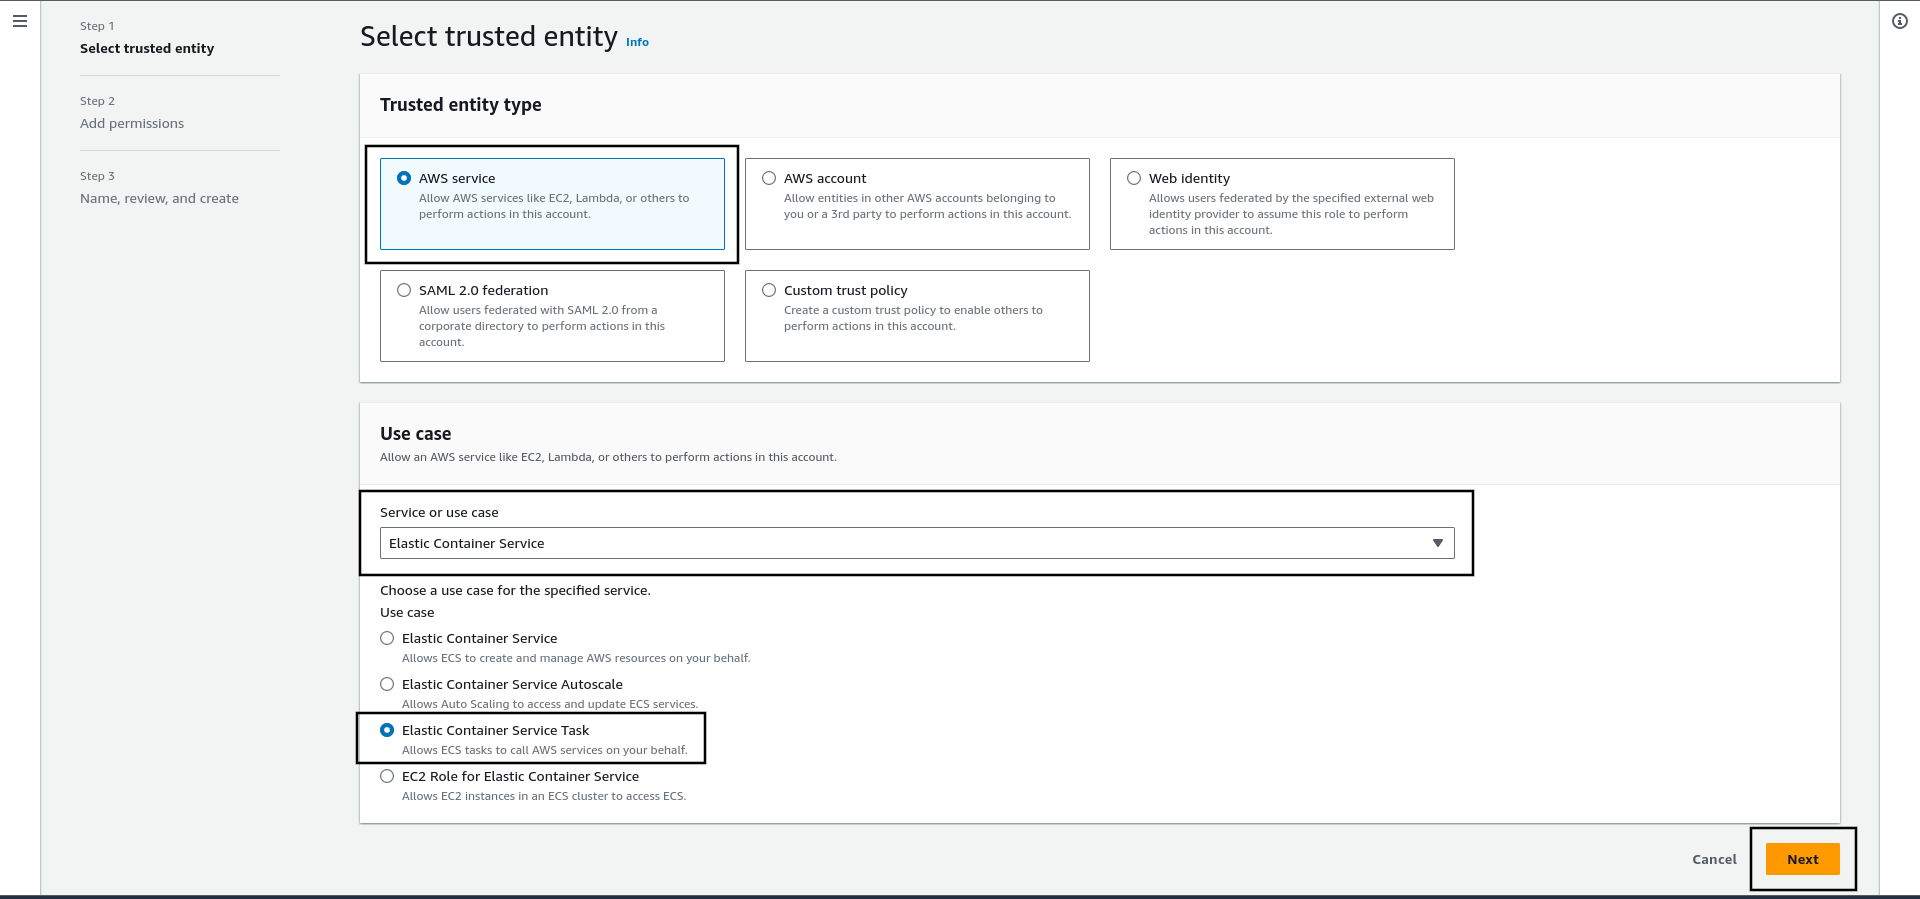 Step 1
Select trusted entity
Step 2
Add permissions
Step 3
Name, review, and create
Select trusted entity Info
Trusted entity type
AWS service
Allow AWS services like EC2, Lambda, or others to
perform actions in this account.
AWS account
Allow entities in other AWS accounts belonging to
you or a 3rd party to perform actions in this account.
Web identity
Allows users federated by the specified external web
identity provider to assume this role to perform
actions in this account.
SAML 2.0 federation
Allow users federated with SAML 2.0 from a
corporate directory to perform actions in this
account.
Custom trust policy
Create a custom trust policy to enable others to
perform actions in this account.
Use case
Allow an AWS service like EC2, Lambda, or others to perform actions in this account.
Service or use case
Elastic Container Service
Choose a use case for the specified service.
Use case
Elastic Container Service
Allows ECS to create and manage AWS resources on your behalf.
Elastic Container Service Autoscale
Allows Auto Scaling to access and update ECS services.
Elastic Container Service Task
Allows ECS tasks to call AWS services on your behalf.
EC2 Role for Elastic Container Service
Allows EC2 instances in an ECS cluster to access ECS.
Cancel
Next